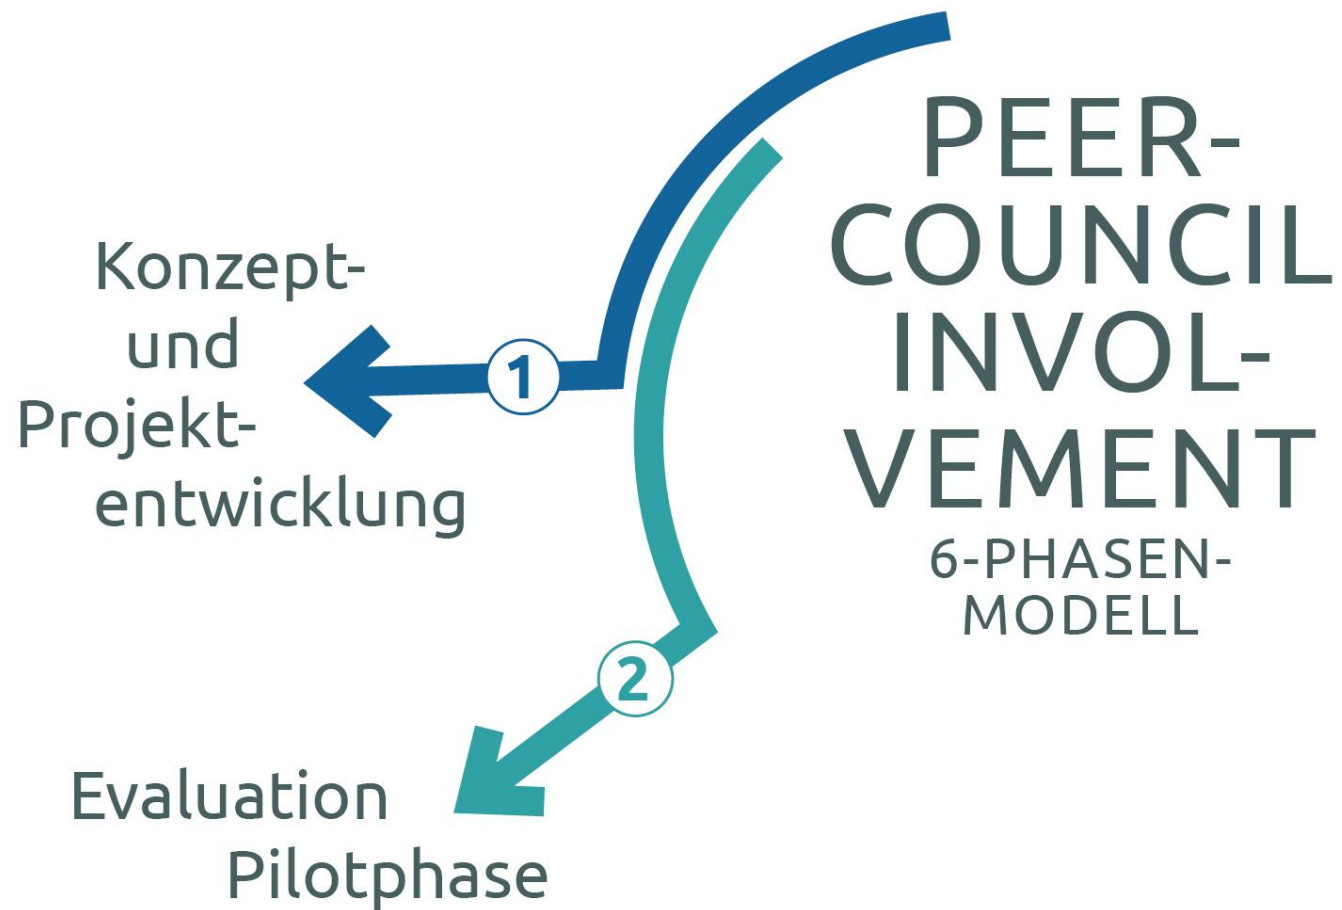 PEER-
COUNCIL
INVOL-
VEMENT
6-PHASEN-
MODELL
Konzept-
und
Projekt-
entwicklung
1
2
Evaluation
Pilotphase